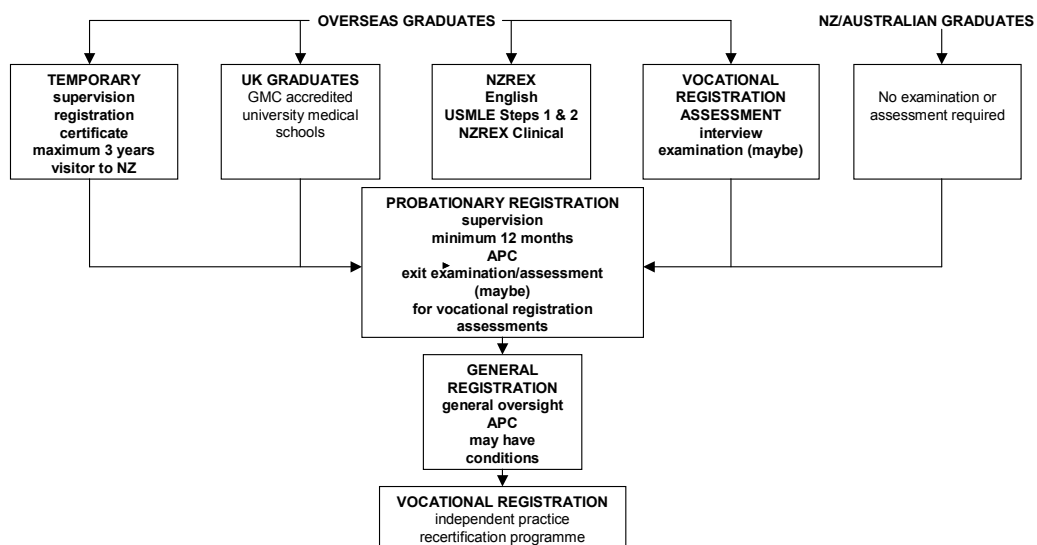 OVERSEAS GRADUATES
NZ/AUSTRALIAN GRADUATES
TEMPORARY
supervision
registration
certificate
maximum 3 years
visitor to NZ
UK GRADUATES
GMC accredited
university medical
schools
NZREX
English
USMLE Steps 1 & 2
NZREX Clinical
VOCATIONAL
REGISTRATION
ASSESSMENT
interview
examination (maybe)
No examination or
assessment required
PROBATIONARY REGISTRATION
supervision
minimum 12 months
APC
exit examination/assessment
(maybe)
for vocational registration
assessments
GENERAL
REGISTRATION
general oversight
APC
may have
conditions
VOCATIONAL REGISTRATION
independent practice
recertification programme